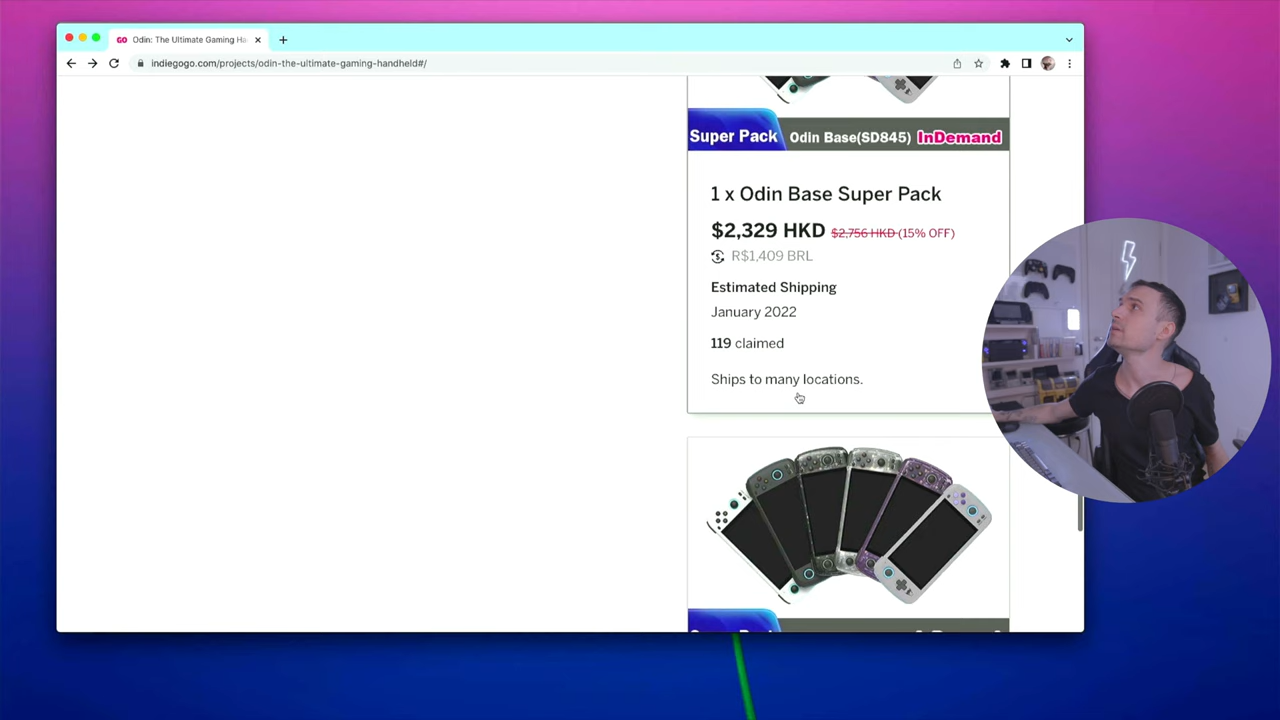 GO Odin: The Ultimate Gaming Ha
indiegogo.com/projects/odin-the-ultimate-gaming-handheld#/
Super Pack Odin Base(SD845) InDemand
1 x Odin Base Super Pack
$2,329 HKD $2,756 HKD (15% OFF)
R$1,409 BRL
Estimated Shipping
January 2022
119 claimed
Ships to many locations.